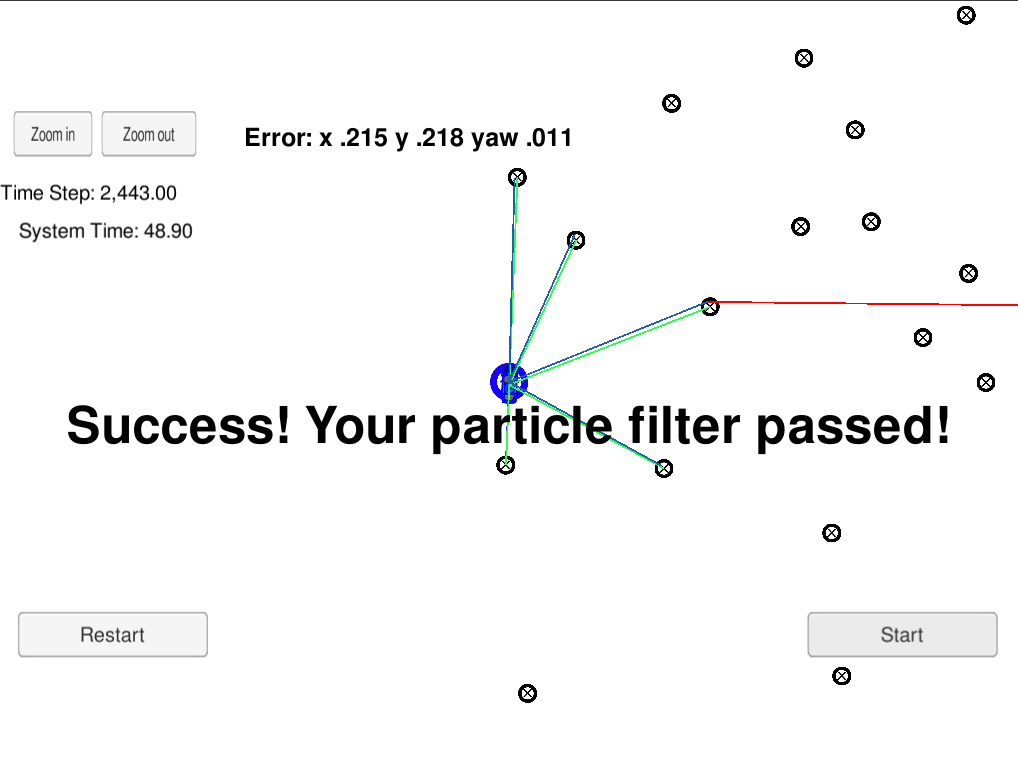 Zoom in
Zoom out
Error: x .215 y .218 yaw .011
Time Step: 2,443.00
System Time: 48.90
Success! Your particle filter passed!
Restart
Start